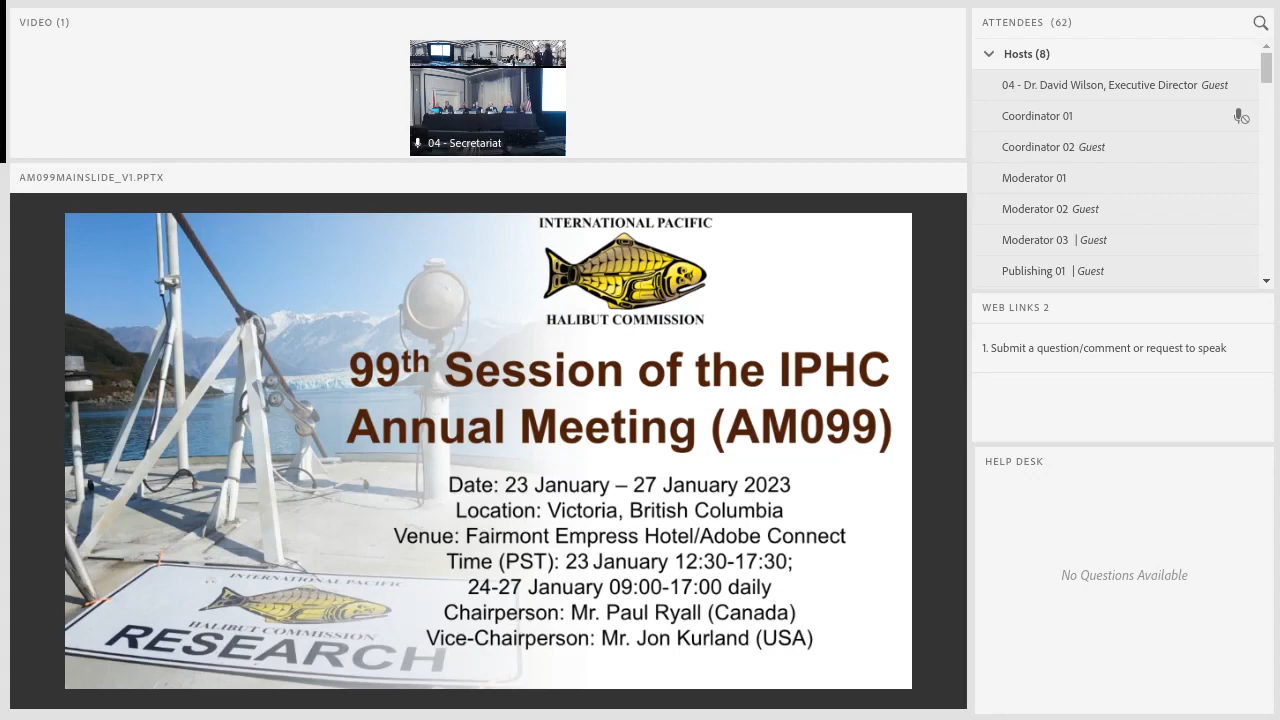 VIDEO (1)
04 - Secretariat
AM099MAINSLIDE_V1.PPTX
INTERNATIONAL PACIFIC
HALIBUT COMMISSION
99th Session of the IPHC
Annual Meeting (AM099)
Date: 23 January – 27 January 2023
Location: Victoria, British Columbia
Venue: Fairmont Empress Hotel/Adobe Connect
Time (PST): 23 January 12:30-17:30;
24-27 January 09:00-17:00 daily
Chairperson: Mr. Paul Ryall (Canada)
Vice-Chairperson: Mr. Jon Kurland (USA)
INTERNATIONAL PACIFIC
HALIBUT COMMISSION
RESEARCH
ATTENDEES (62)
Hosts (8)
04 - Dr. David Wilson, Executive Director Guest
Coordinator 01
Coordinator 02 Guest
Moderator 01
Moderator 02 Guest
Moderator 03 | Guest
Publishing 01 | Guest
WEB LINKS 2
1. Submit a question/comment or request to speak
HELP DESK
No Questions Available